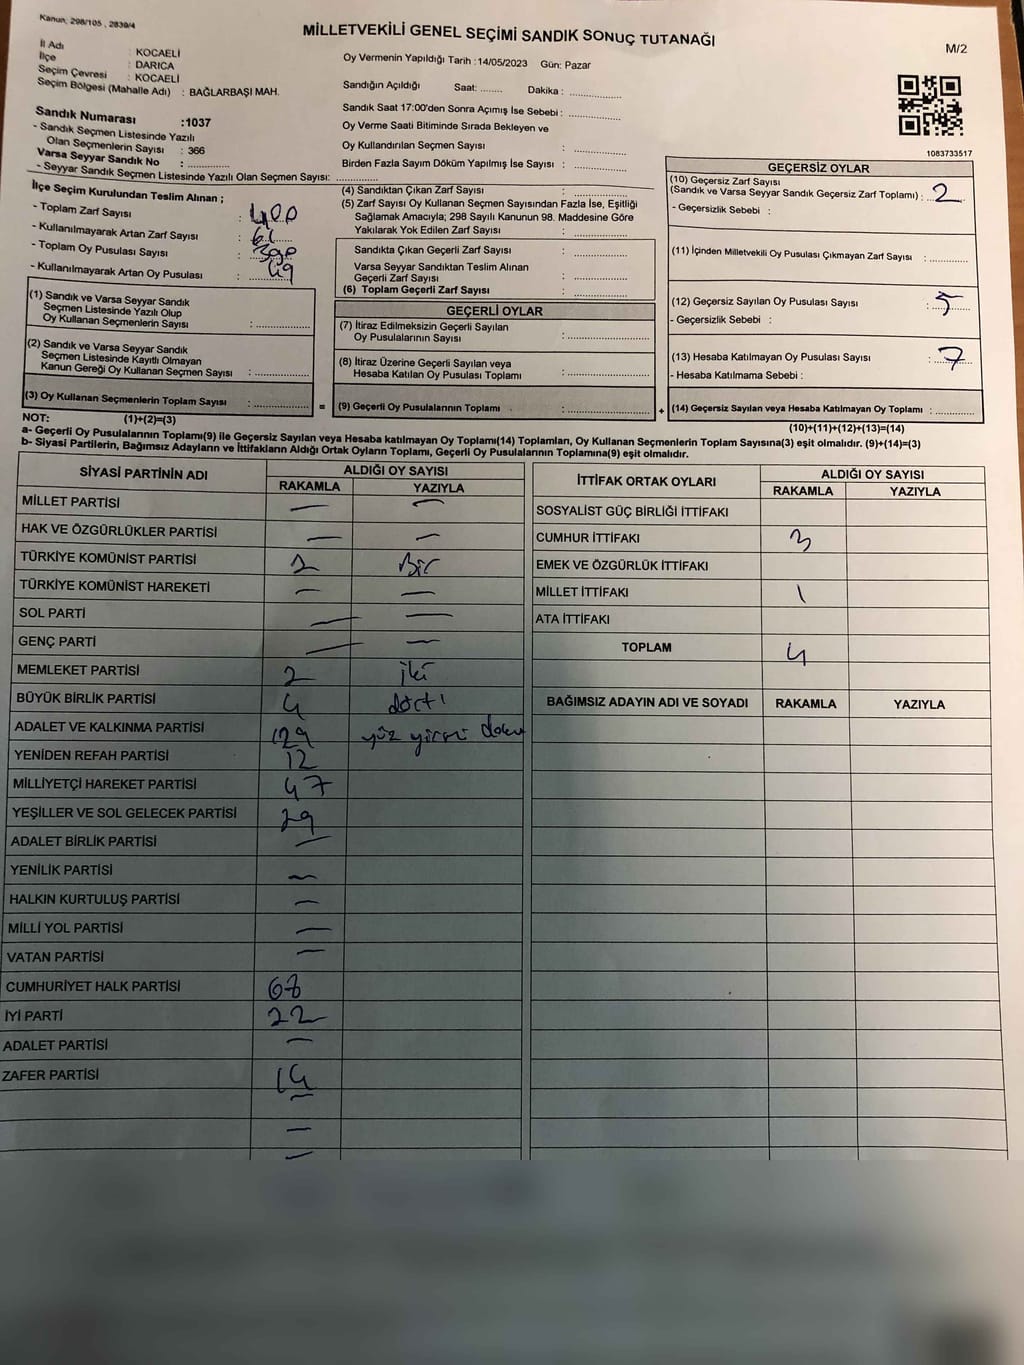 Kanun, 298/105 , 2839/4
MİLLETVEKİLİ GENEL SEÇİMİ SANDIK SONUÇ TUTANAĞI
M/2
İl Adı : KOCAELİ
İlçe : DARICA
Seçim Çevresi : KOCAELİ
Seçim Bölgesi (Mahalle Adı) : BAĞLARBAŞI MAH.
Sandık Numarası :1037
- Sandık Seçmen Listesinde Yazılı
Olan Seçmenlerin Sayısı : 366
Varsa Seyyar Sandık No : ..............
- Seyyar Sandık Seçmen Listesinde Yazılı Olan Seçmen Sayısı: ..............
Oy Vermenin Yapıldığı Tarih :14/05/2023 Gün: Pazar
Sandığın Açıldığı Saat: ........ Dakika : ..............
Sandık Saat 17:00'den Sonra Açımış İse Sebebi : ..............
Oy Verme Saati Bitiminde Sırada Bekleyen ve
Oy Kullandırılan Seçmen Sayısı : ..............
Birden Fazla Sayım Döküm Yapılmış İse Sayısı : ..............
1083733517
İlçe Seçim Kurulundan Teslim Alınan ;
- Toplam Zarf Sayısı : 400
- Kullanılmayarak Artan Zarf Sayısı :
- Toplam Oy Pusulası Sayısı :
- Kullanılmayarak Artan Oy Pusulası :
(1) Sandık ve Varsa Seyyar Sandık
Seçmen Listesinde Yazılı Olup
Oy Kullanan Seçmenlerin Sayısı : ..............
(2) Sandık ve Varsa Seyyar Sandık
Seçmen Listesinde Kayıtlı Olmayan
Kanun Gereği Oy Kullanan Seçmen Sayısı : ..............
(3) Oy Kullanan Seçmenlerin Toplam Sayısı : .............. =
(4) Sandıktan Çıkan Zarf Sayısı : ..............
(5) Zarf Sayısı Oy Kullanan Seçmen Sayısından Fazla İse, Eşitliği
Sağlamak Amacıyla; 298 Sayılı Kanunun 98. Maddesine Göre
Yakılarak Yok Edilen Zarf Sayısı : ..............
Sandıkta Çıkan Geçerli Zarf Sayısı : ..............
Varsa Seyyar Sandıktan Teslim Alınan
Geçerli Zarf Sayısı : ..............
(6) Toplam Geçerli Zarf Sayısı : ..............
GEÇERLİ OYLAR
(7) İtiraz Edilmeksizin Geçerli Sayılan
Oy Pusulalarının Sayısı : ..............
(8) İtiraz Üzerine Geçerli Sayılan veya
Hesaba Katılan Oy Pusulası Toplamı : ..............
(9) Geçerli Oy Pusulalarının Toplamı : .............. +
GEÇERSİZ OYLAR
(10) Geçersiz Zarf Sayısı
(Sandık ve Varsa Seyyar Sandık Geçersiz Zarf Toplamı) : 2
- Geçersizlik Sebebi :
(11) İçinden Milletvekili Oy Pusulası Çıkmayan Zarf Sayısı : ..............
(12) Geçersiz Sayılan Oy Pusulası Sayısı : 5
- Geçersizlik Sebebi :
(13) Hesaba Katılmayan Oy Pusulası Sayısı : 7
- Hesaba Katılmama Sebebi :
(14) Geçersiz Sayılan veya Hesaba Katılmayan Oy Toplamı : ..............
NOT: (1)+(2)=(3)
(10)+(11)+(12)+(13)=(14)
a- Geçerli Oy Pusulalarının Toplamı(9) ile Geçersiz Sayılan veya Hesaba katılmayan Oy Toplamı(14) Toplamları, Oy Kullanan Seçmenlerin Toplam Sayısına(3) eşit olmalıdır. (9)+(14)=(3)
b- Siyasi Partilerin, Bağımsız Adayların ve İttifakların Aldığı Ortak Oyların Toplamı, Geçerli Oy Pusulalarının Toplamına(9) eşit olmalıdır.
SİYASİ PARTİNİN ADI ALDIĞI OY SAYISI
RAKAMLA YAZIYLA
MİLLET PARTİSİ — —
HAK VE ÖZGÜRLÜKLER PARTİSİ — —
TÜRKİYE KOMÜNİST PARTİSİ Bir
TÜRKİYE KOMÜNİST HAREKETİ — —
SOL PARTİ — —
GENÇ PARTİ — —
MEMLEKET PARTİSİ 2 iki
BÜYÜK BİRLİK PARTİSİ 4 dört
ADALET VE KALKINMA PARTİSİ 129 yüz yirmi dokuz
YENİDEN REFAH PARTİSİ 12
MİLLİYETÇİ HAREKET PARTİSİ 47
YEŞİLLER VE SOL GELECEK PARTİSİ 29
ADALET BİRLİK PARTİSİ —
YENİLİK PARTİSİ —
HALKIN KURTULUŞ PARTİSİ —
MİLLİ YOL PARTİSİ —
VATAN PARTİSİ —
CUMHURİYET HALK PARTİSİ
İYİ PARTİ 22
ADALET PARTİSİ —
ZAFER PARTİSİ 14
—
—
—
İTTİFAK ORTAK OYLARI ALDIĞI OY SAYISI
RAKAMLA YAZIYLA
SOSYALİST GÜÇ BİRLİĞİ İTTİFAKI
CUMHUR İTTİFAKI 3
EMEK VE ÖZGÜRLÜK İTTİFAKI
MİLLET İTTİFAKI 1
ATA İTTİFAKI
TOPLAM 4
BAĞIMSIZ ADAYIN ADI VE SOYADI RAKAMLA YAZIYLA